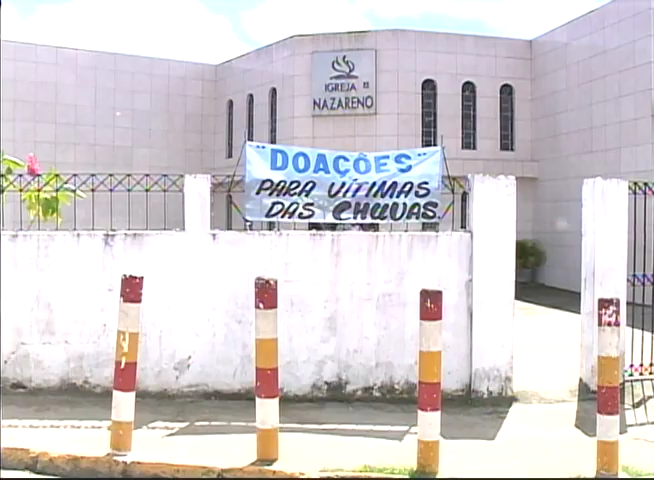 IGREJA DO
NAZARENO
"DOAÇÕES"
PARA VÍTIMAS
DAS CHUVAS.